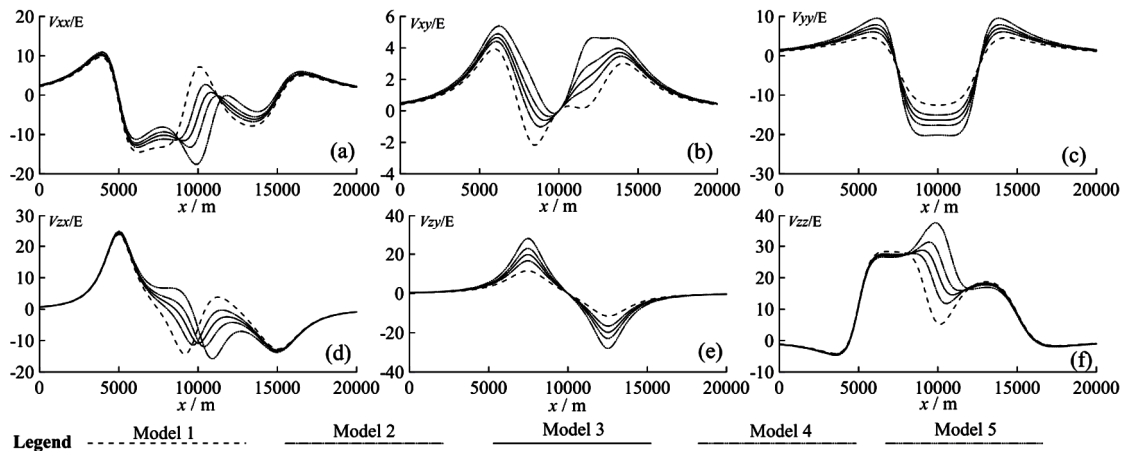 Vxx/E
20
10
0
-10
-20
(a)
0 5000 10000 15000 20000
x / m
Vxy/E
6
4
2
0
-2
-4
(b)
0 5000 10000 15000 20000
x / m
Vyy/E
10
0
-10
-20
-30
(c)
0 5000 10000 15000 20000
x / m
Vzx/E
30
20
10
0
-10
-20
(d)
0 5000 10000 15000 20000
x / m
Vzy/E
40
20
0
-20
-40
(e)
0 5000 10000 15000 20000
x / m
Vzz/E
40
30
20
10
0
-10
(f)
0 5000 10000 15000 20000
x / m
Legend Model 1 Model 2 Model 3 Model 4 Model 5